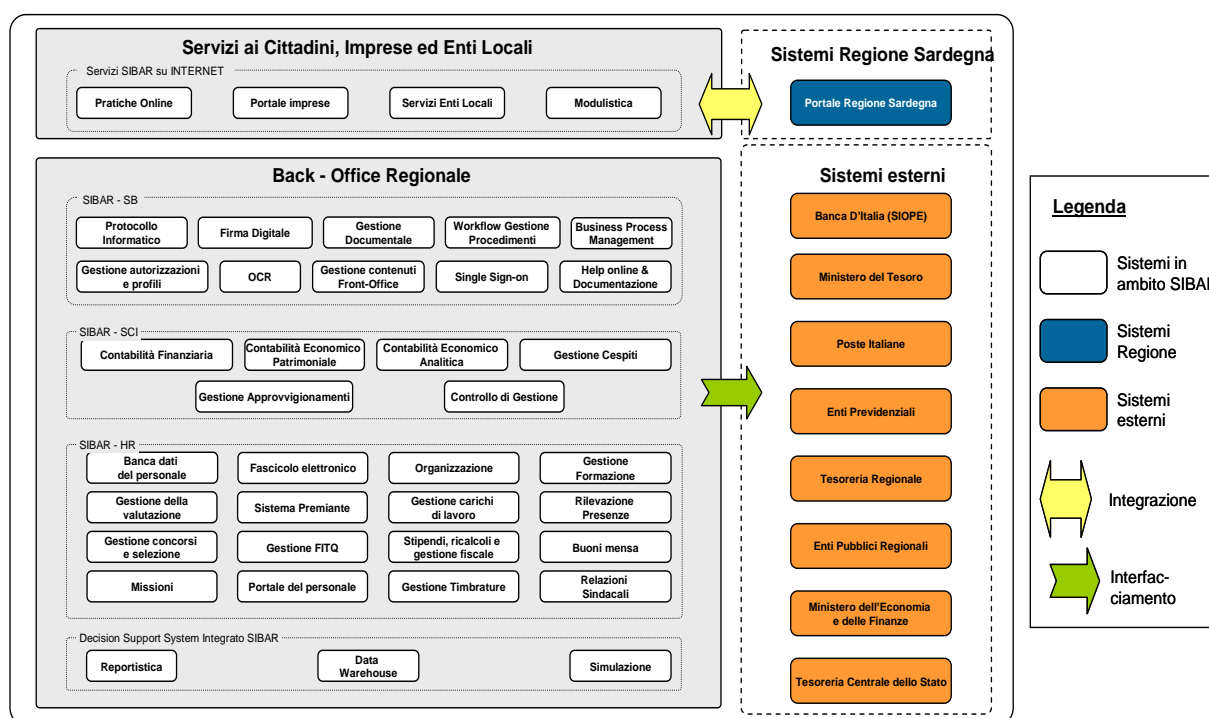 Servizi ai Cittadini, Imprese ed Enti Locali
Servizi SIBAR su INTERNET
Pratiche Online
Portale imprese
Servizi Enti Locali
Modulistica
Sistemi Regione Sardegna
Portale Regione Sardegna
Back - Office Regionale
SIBAR - SB
Protocollo
Informatico
Firma Digitale
Gestione
Documentale
Workflow Gestione
Procedimenti
Business Process
Management
Gestione autorizzazioni
e profili
OCR
Gestione contenuti
Front-Office
Single Sign-on
Help online &
Documentazione
SIBAR - SCI
Contabilità Finanziaria
Contabilità Economico
Patrimoniale
Contabilità Economico
Analitica
Gestione Cespiti
Gestione Approvvigionamenti
Controllo di Gestione
SIBAR - HR
Banca dati
del personale
Fascicolo elettronico
Organizzazione
Gestione
Formazione
Gestione della
valutazione
Sistema Premiante
Gestione carichi
di lavoro
Rilevazione
Presenze
Gestione concorsi
e selezione
Gestione FITQ
Stipendi, ricalcoli e
gestione fiscale
Buoni mensa
Missioni
Portale del personale
Gestione Timbrature
Relazioni
Sindacali
Decision Support System Integrato SIBAR
Reportistica
Data
Warehouse
Simulazione
Sistemi esterni
Banca D'Italia (SIOPE)
Ministero del Tesoro
Poste Italiane
Enti Previdenziali
Tesoreria Regionale
Enti Pubblici Regionali
Ministero dell'Economia
e delle Finanze
Tesoreria Centrale dello Stato
Legenda
Sistemi in
ambito SIBAR
Sistemi
Regione
Sistemi
esterni
Integrazione
Interfac-
ciamento